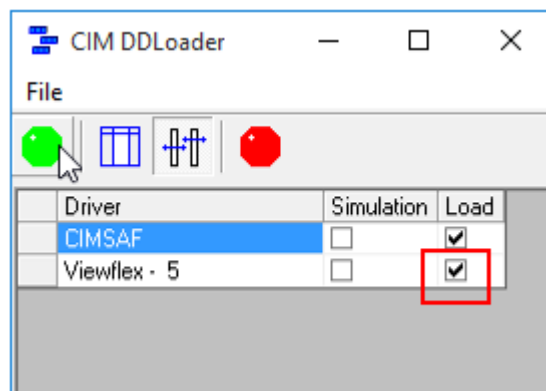 CIM DDLoader
File
Driver Simulation Load
CIMSAF
Viewflex - 5